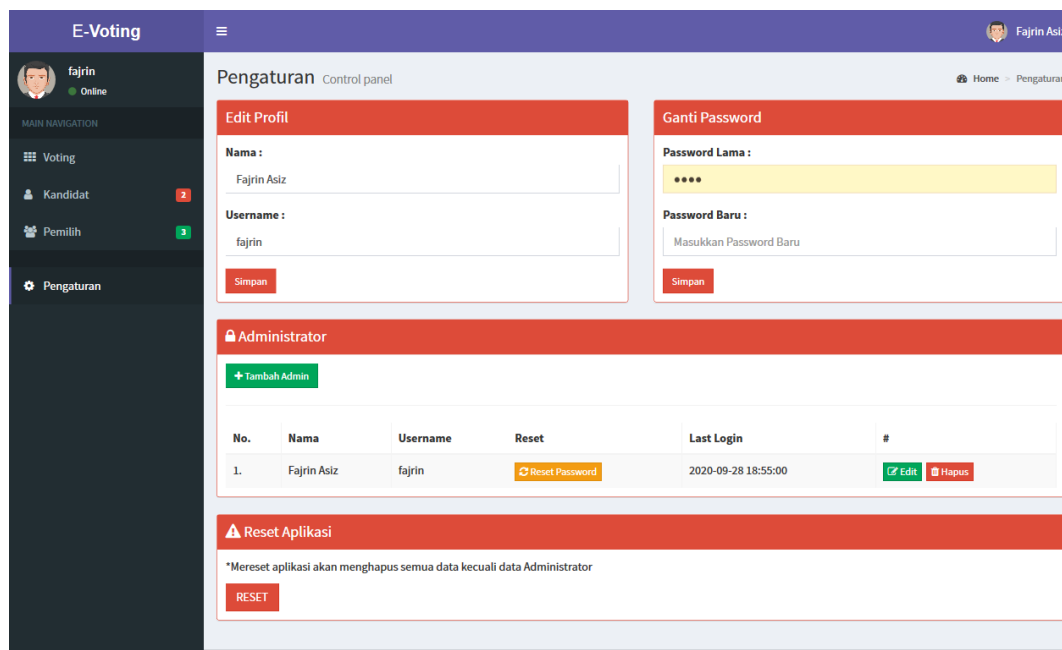 E-Voting
Fajrin Asi
fajrin
Online
MAIN NAVIGATION
Voting
Kandidat 2
Pemilih 3
Pengaturan
Pengaturan Control panel
Home > Pengaturan
Edit Profil
Nama :
Fajrin Asiz
Username :
fajrin
Simpan
Ganti Password
Password Lama :
••••
Password Baru :
Masukkan Password Baru
Simpan
Administrator
+ Tambah Admin
No. Nama Username Reset Last Login #
1. Fajrin Asiz fajrin Reset Password 2020-09-28 18:55:00 Edit Hapus
Reset Aplikasi
*Mereset aplikasi akan menghapus semua data kecuali data Administrator
RESET